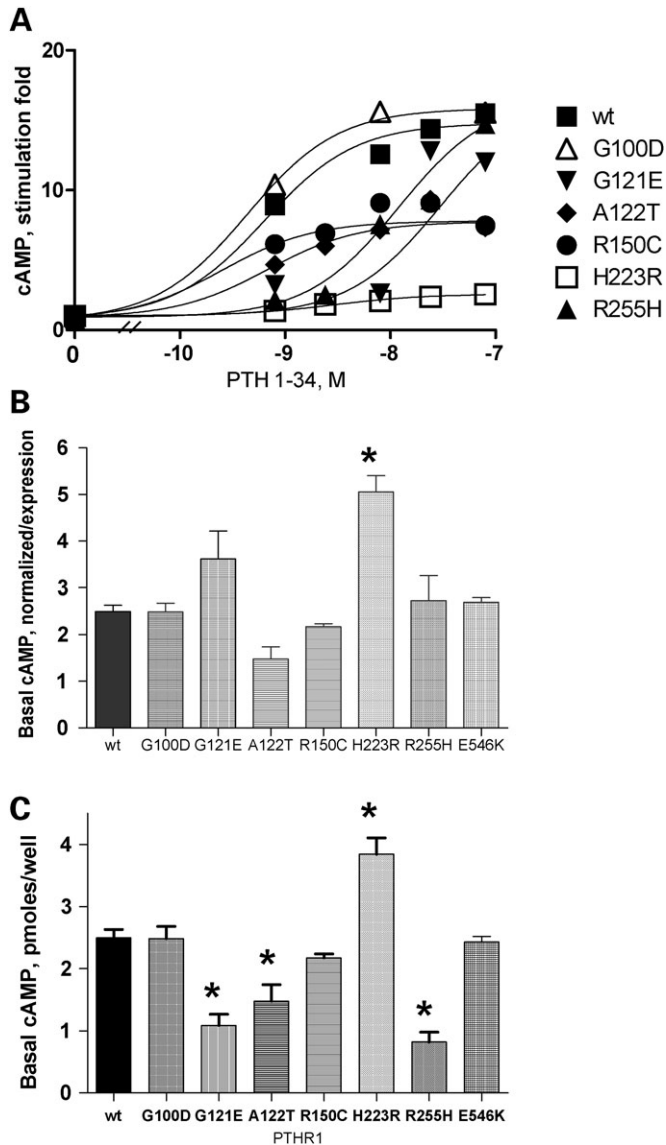 A
cAMP, stimulation fold
20
10
0
0
-10
-9
-8
-7
PTH 1-34, M
wt
G100D
G121E
A122T
R150C
H223R
R255H
B
Basal cAMP, normalized/expression
6
5
4
3
2
1
0
*
wt G100D G121E A122T R150C H223R R255H E546K
C
Basal cAMP, pmoles/well
4
3
2
1
0
*
*
*
*
wt G100D G121E A122T R150C H223R R255H E546K
PTHR1